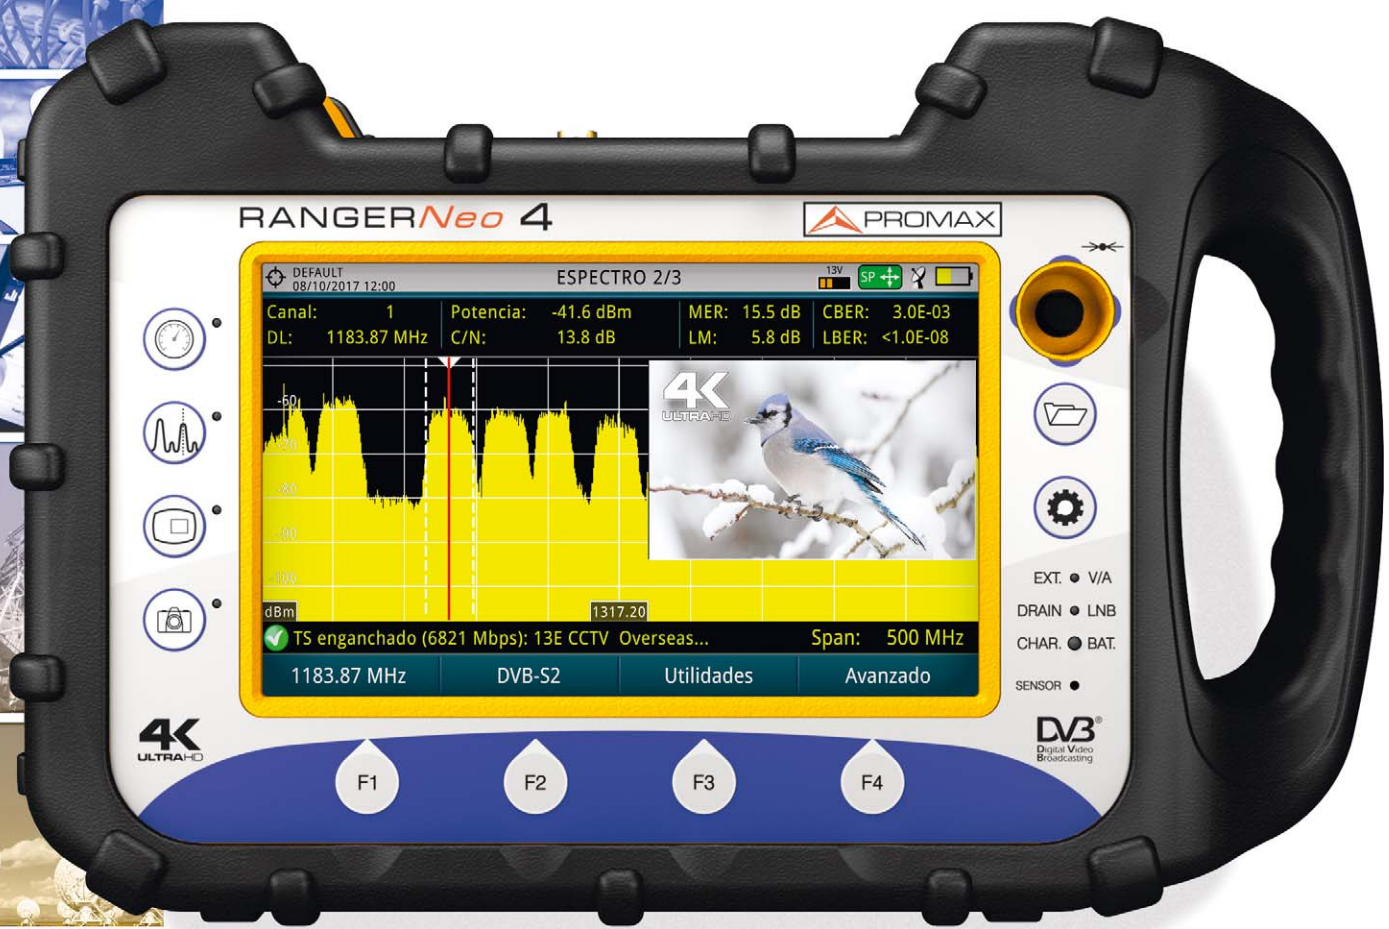 RANGERNeo 4
PROMAX
DEFAULT
08/10/2017 12:00
ESPECTRO 2/3
13V
SP
Canal: 1
DL: 1183.87 MHz
Potencia: -41.6 dBm
C/N: 13.8 dB
MER: 15.5 dB
LM: 5.8 dB
CBER: 3.0E-03
LBER: <1.0E-08
-60
-70
-80
-90
-100
dBm
1317.20
4K
ULTRAHD
TS enganchado (6821 Mbps): 13E CCTV Overseas...
Span: 500 MHz
1183.87 MHz
DVB-S2
Utilidades
Avanzado
EXT. V/A
DRAIN LNB
CHAR. BAT.
SENSOR
4K
ULTRAHD
DVB®
Digital Video
Broadcasting
F1
F2
F3
F4